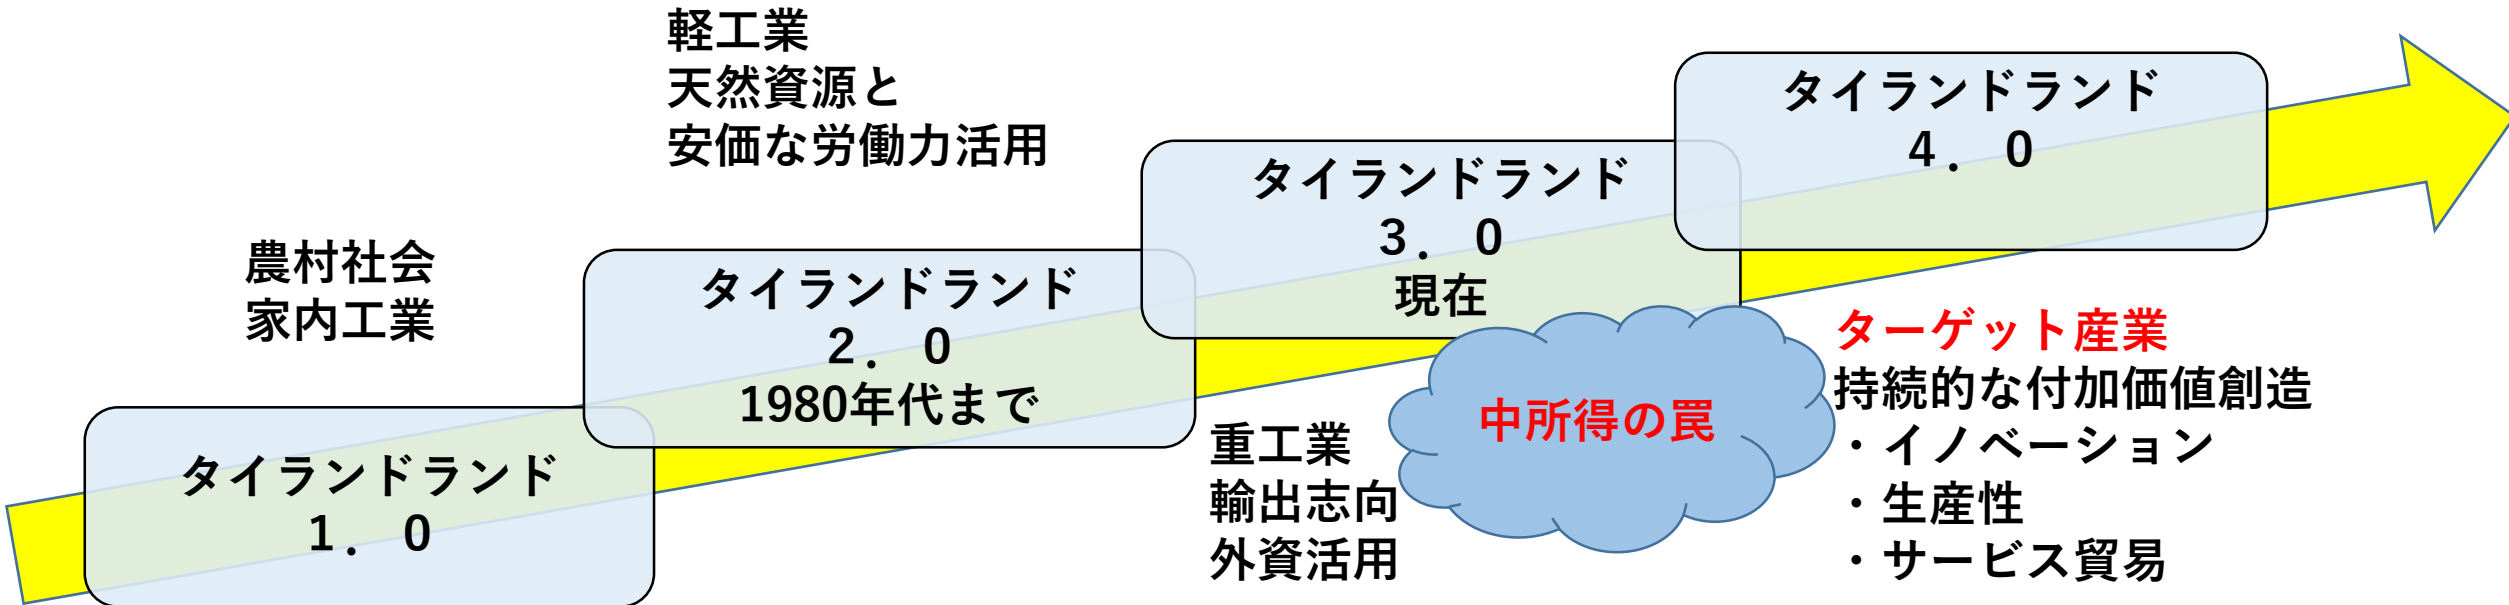 農村社会
家内工業
タイランドランド
１．０
軽工業
天然資源と
安価な労働力活用
タイランドランド
２．０
1980年代まで
タイランドランド
３．０
現在
重工業
輸出志向
外資活用
中所得の罠
タイランドランド
４．０
ターゲット産業
持続的な付加価値創造
・イノベーション
・生産性
・サービス貿易